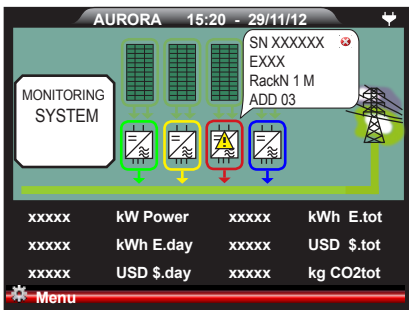 AURORA 15:20 - 29/11/12
SN XXXXXX
EXXX
RackN 1 M
ADD 03
MONITORING
SYSTEM
xxxxx kW Power xxxxx kWh E.tot
xxxxx kWh E.day xxxxx USD $.tot
xxxxx USD $.day xxxxx kg CO2tot
Menu